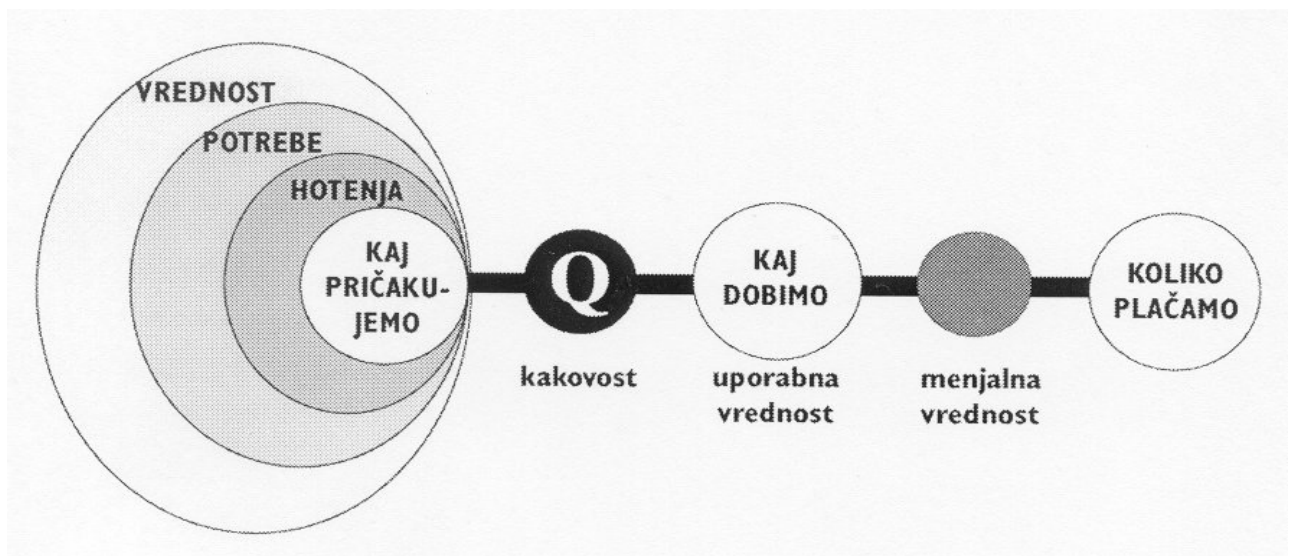 VREDNOST
POTREBE
HOTENJA
KAJ
PRIČAKU-
JEMO
Q
kakovost
KAJ
DOBIMO
uporabna
vrednost
menjalna
vrednost
KOLIKO
PLAČAMO